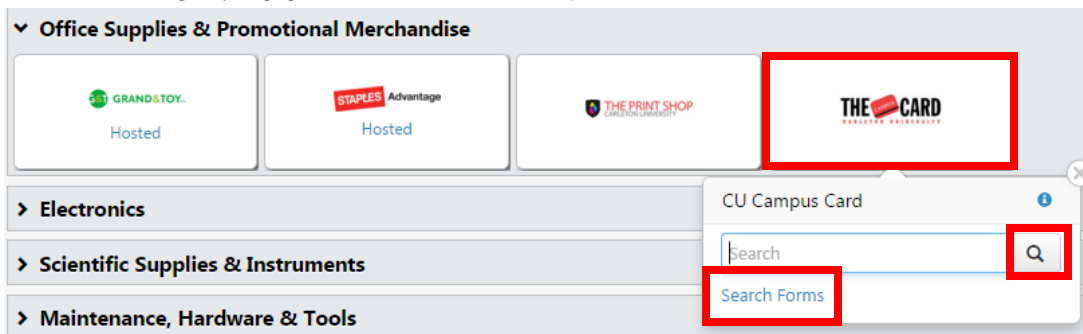 Office Supplies & Promotional Merchandise
G&T GRAND&TOY
Hosted
STAPLES Advantage
Hosted
THE PRINT SHOP
CARLETON UNIVERSITY
THE CAMPUS CARD
CARLETON UNIVERSITY
Electronics
Scientific Supplies & Instruments
Maintenance, Hardware & Tools
CU Campus Card
Search
Search Forms